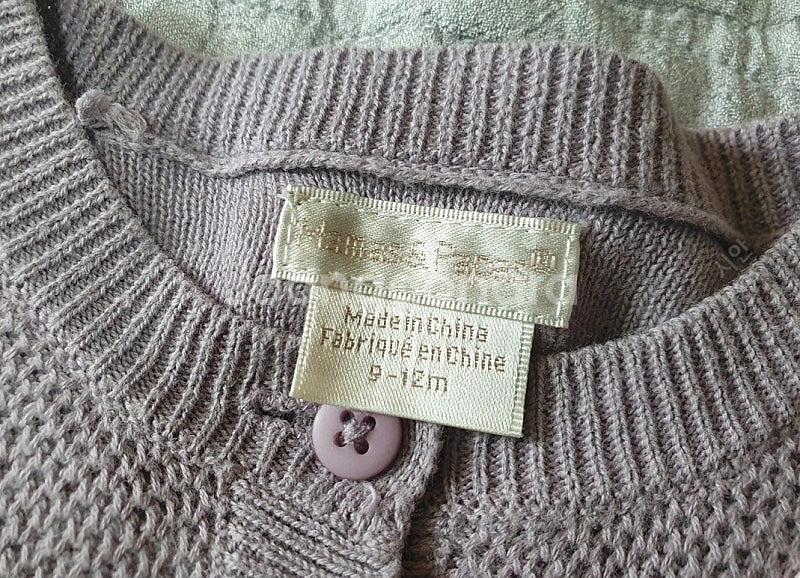 Mamas & Papas
Made in China
Fabriqué en Chine
9-12m